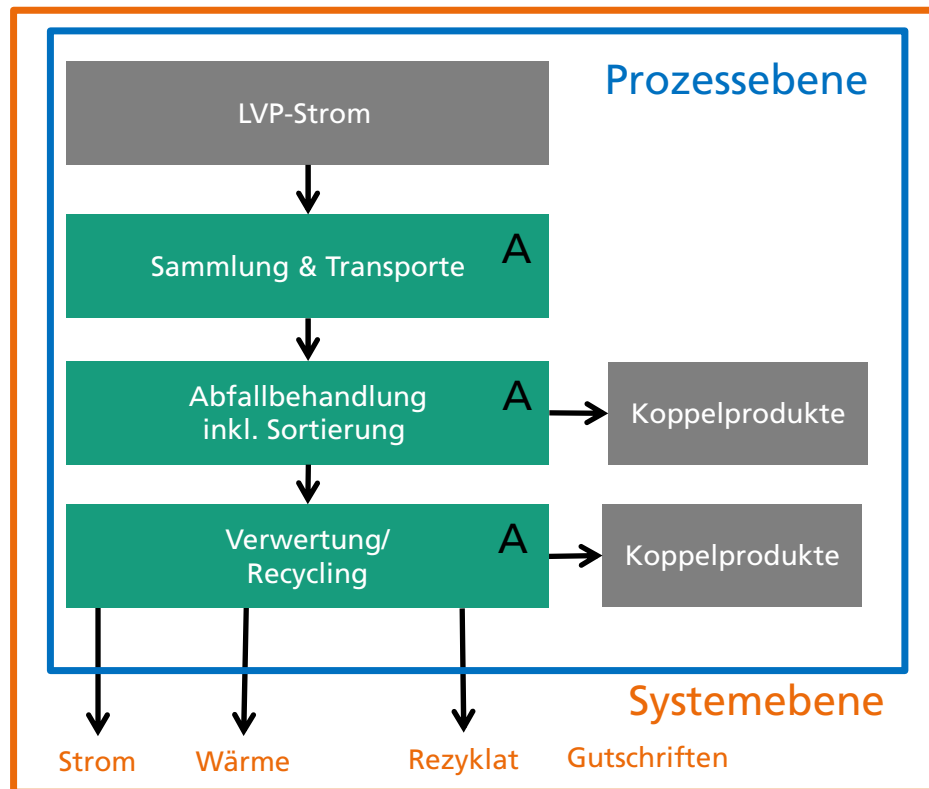 Prozessebene
LVP-Strom
Sammlung & Transporte
A
Abfallbehandlung
inkl. Sortierung
A
Koppelprodukte
Verwertung/
Recycling
A
Koppelprodukte
Systemebene
Strom
Wärme
Rezyklat
Gutschriften